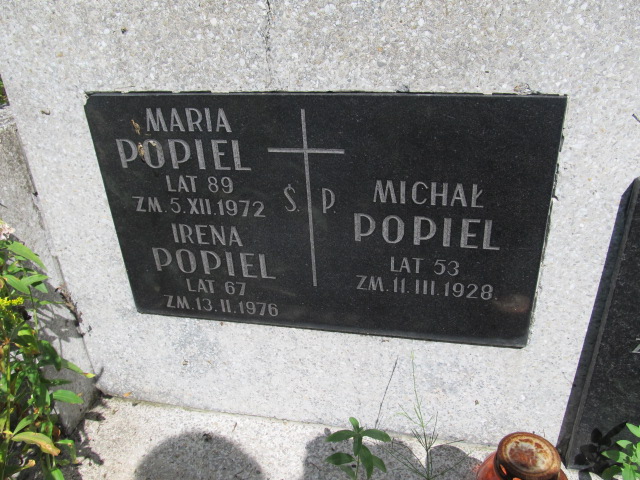 MARIA
POPIEL
LAT 89
ZM. 5.XII.1972
IRENA
POPIEL
LAT 67
ZM. 13.II.1976
Ś. P.
MICHAŁ
POPIEL
LAT 53
ZM. 11.III.1928.